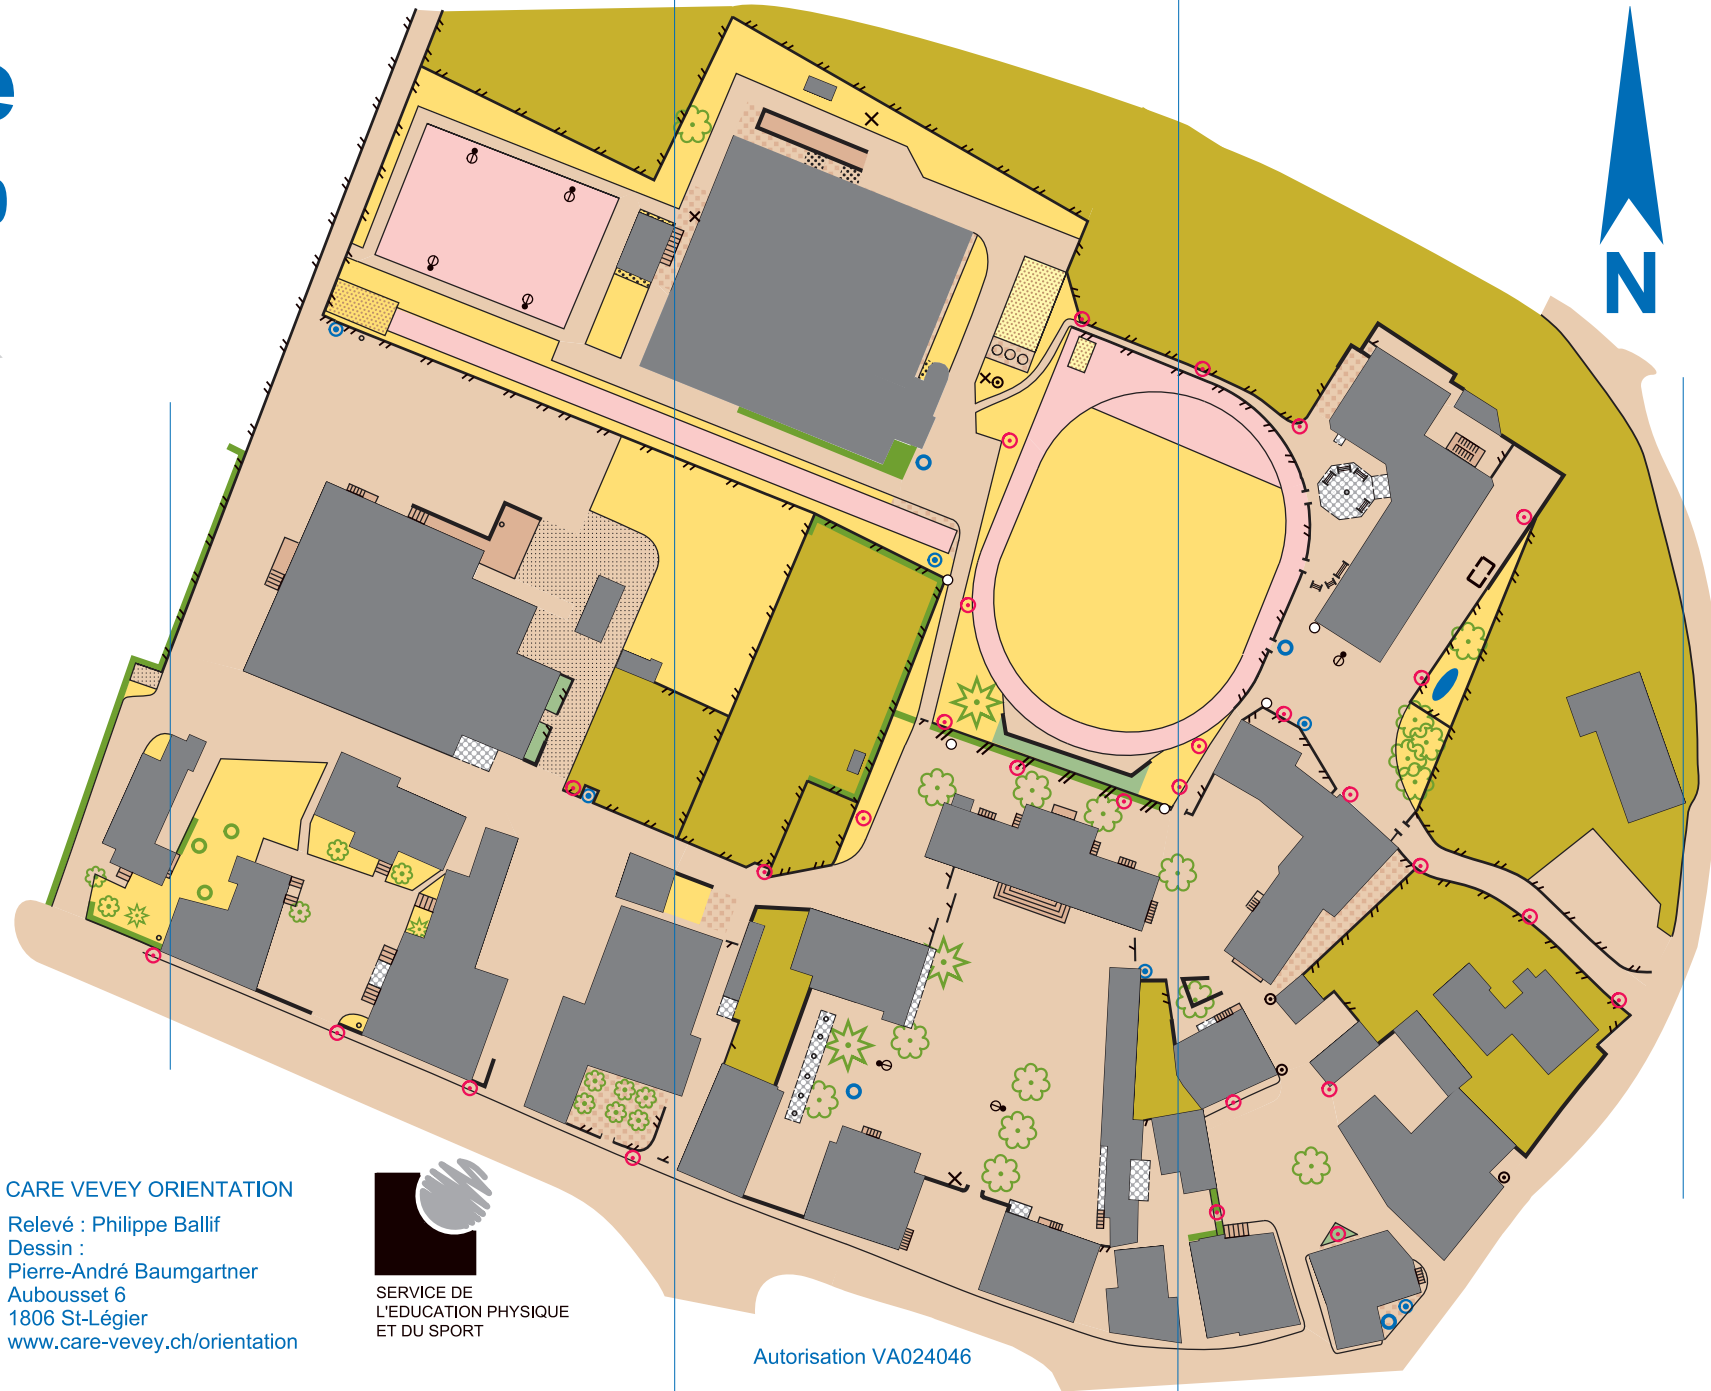 e
N
CARE VEVEY ORIENTATION
Relevé : Philippe Ballif
Dessin :
Pierre-André Baumgartner
Aubousset 6
1806 St-Légier
www.care-vevey.ch/orientation
SERVICE DE
L'EDUCATION PHYSIQUE
ET DU SPORT
Autorisation VA024046